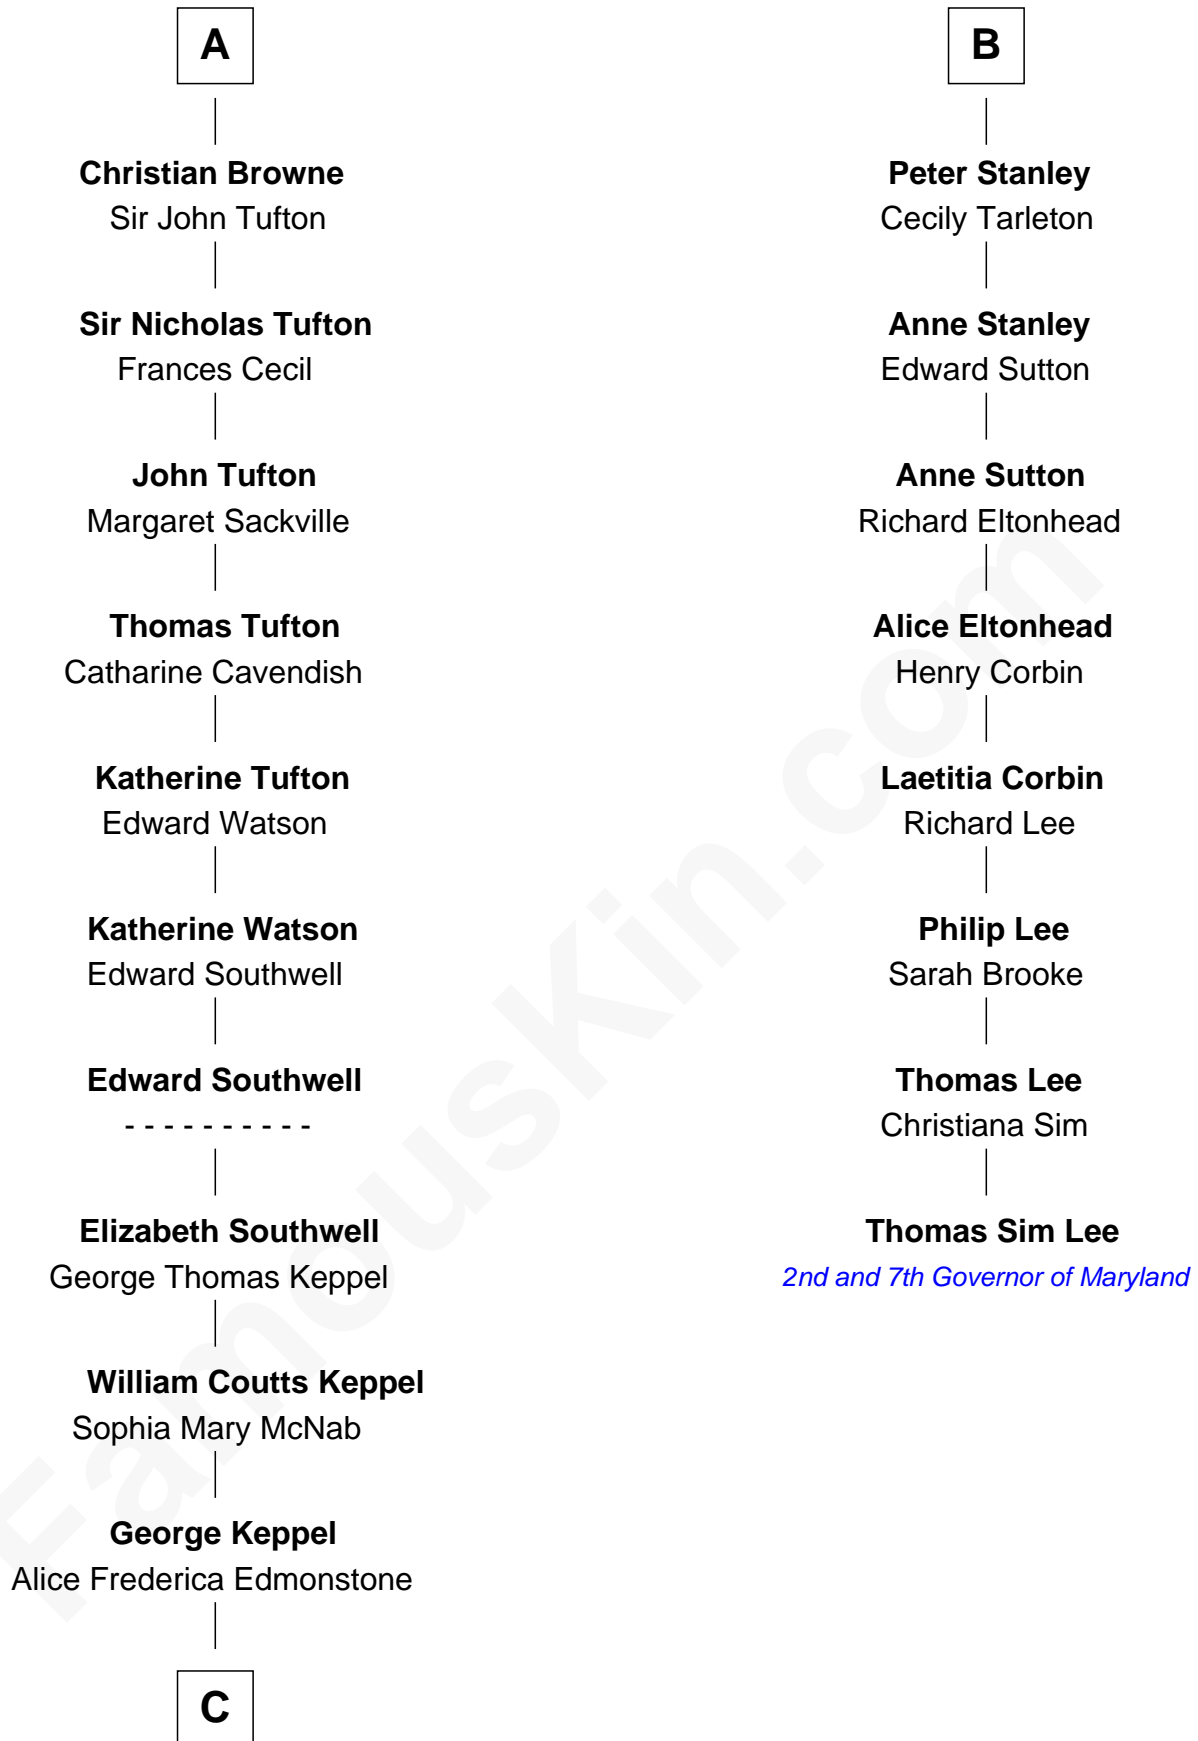 A
Christian Browne
Sir John Tufton
Sir Nicholas Tufton
Frances Cecil
John Tufton
Margaret Sackville
Thomas Tufton
Catharine Cavendish
Katherine Tufton
Edward Watson
Katherine Watson
Edward Southwell
Edward Southwell
- - - - - - - - - -
Elizabeth Southwell
George Thomas Keppel
William Coutts Keppel
Sophia Mary McNab
George Keppel
Alice Frederica Edmonstone
C
B
Peter Stanley
Cecily Tarleton
Anne Stanley
Edward Sutton
Anne Sutton
Richard Eltonhead
Alice Eltonhead
Henry Corbin
Laetitia Corbin
Richard Lee
Philip Lee
Sarah Brooke
Thomas Lee
Christiana Sim
Thomas Sim Lee
2nd and 7th Governor of Maryland
FamousKin.com